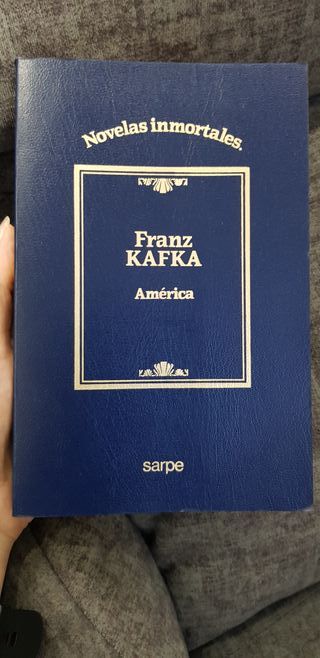 Novelas inmortales.
Franz
KAFKA
América
sarpe